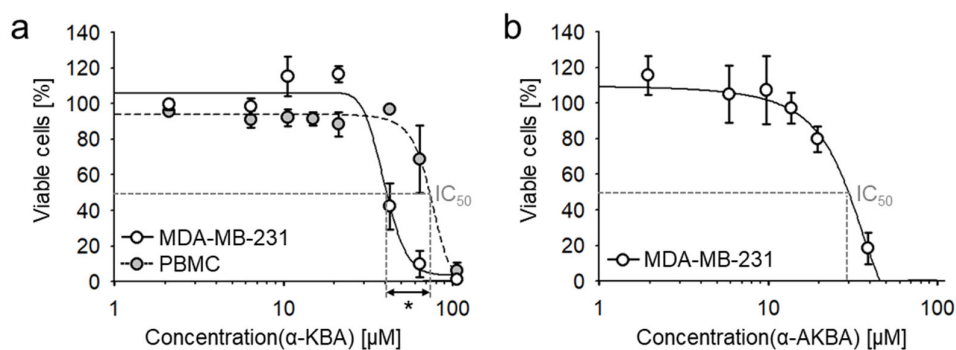 a
Viable cells [%]
140
120
100
80
60
40
20
0
IC50
MDA-MB-231
PBMC
1
10
100
*
Concentration(α-KBA) [µM]
b
Viable cells [%]
140
120
100
80
60
40
20
0
IC50
MDA-MB-231
1
10
100
Concentration(α-AKBA) [µM]